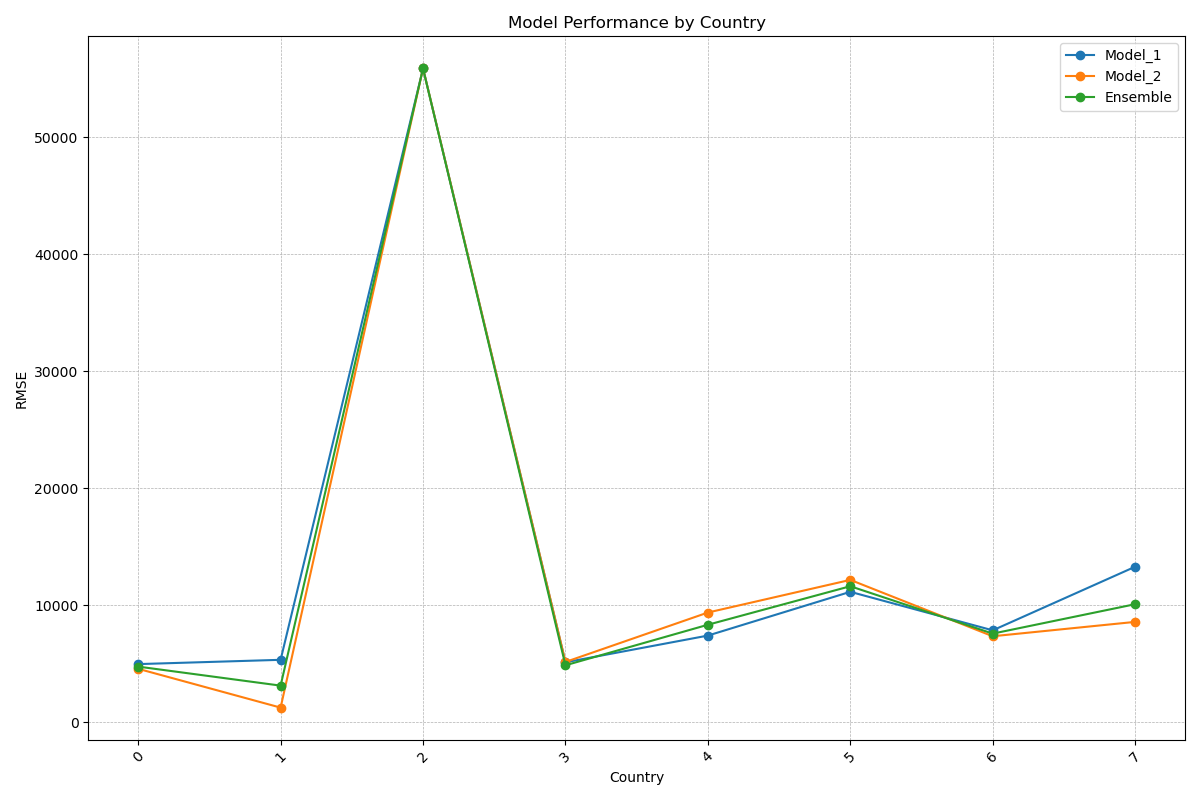 Model Performance by Country
Model_1
Model_2
Ensemble
50000
40000
30000
20000
10000
0
RMSE
0 1 2 3 4 5 6 7
Country